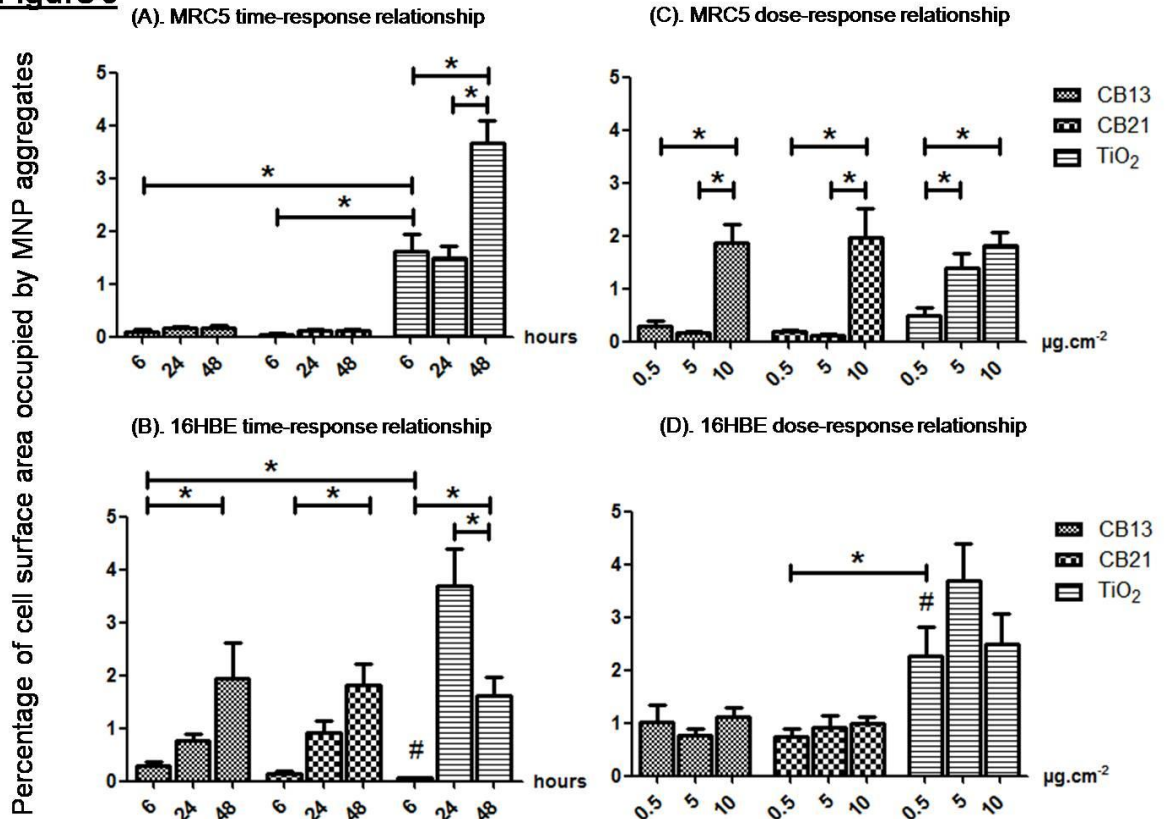 Figure 3
(A). MRC5 time-response relationship
Percentage of cell surface area occupied by MNP aggregates
5
4
3
2
1
0
* * * *
6 24 48 6 24 48 6 24 48 hours
(C). MRC5 dose-response relationship
5
4
3
2
1
0
* * *
* * *
0.5 5 10 0.5 5 10 0.5 5 10 µg.cm-2
CB13
CB21
TiO2
(B). 16HBE time-response relationship
5
4
3
2
1
0
*
* * *
*
#
6 24 48 6 24 48 6 24 48 hours
(D). 16HBE dose-response relationship
5
4
3
2
1
0
*
#
0.5 5 10 0.5 5 10 0.5 5 10 µg.cm-2
CB13
CB21
TiO2